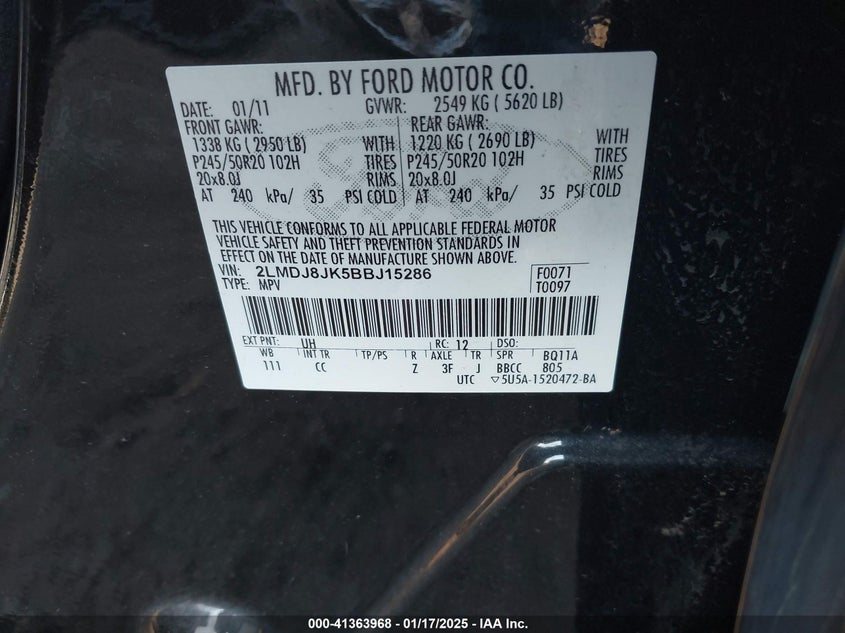 MFD. BY FORD MOTOR CO.
DATE: 01/11 GVWR: 2549 KG ( 5620 LB)
FRONT GAWR: REAR GAWR:
1338 KG ( 2950 LB) WITH 1220 KG ( 2690 LB) WITH
P245/50R20 102H TIRES P245/50R20 102H TIRES
20x8.0J RIMS 20x8.0J RIMS
AT 240 kPa/ 35 PSI COLD AT 240 kPa/ 35 PSI COLD
THIS VEHICLE CONFORMS TO ALL APPLICABLE FEDERAL MOTOR
VEHICLE SAFETY AND THEFT PREVENTION STANDARDS IN
EFFECT ON THE DATE OF MANUFACTURE SHOWN ABOVE.
VIN: 2LMDJ8JK5BBJ15286 F0071
TYPE: MPV T0097
EXT PNT: UH RC: 12 DSO:
WB INT TR TP/PS R AXLE TR SPR BQ11A
111 CC Z 3F J BBCC 805
UTC ▽5U5A-1520472-BA
000-41363968 - 01/17/2025 - IAA Inc.